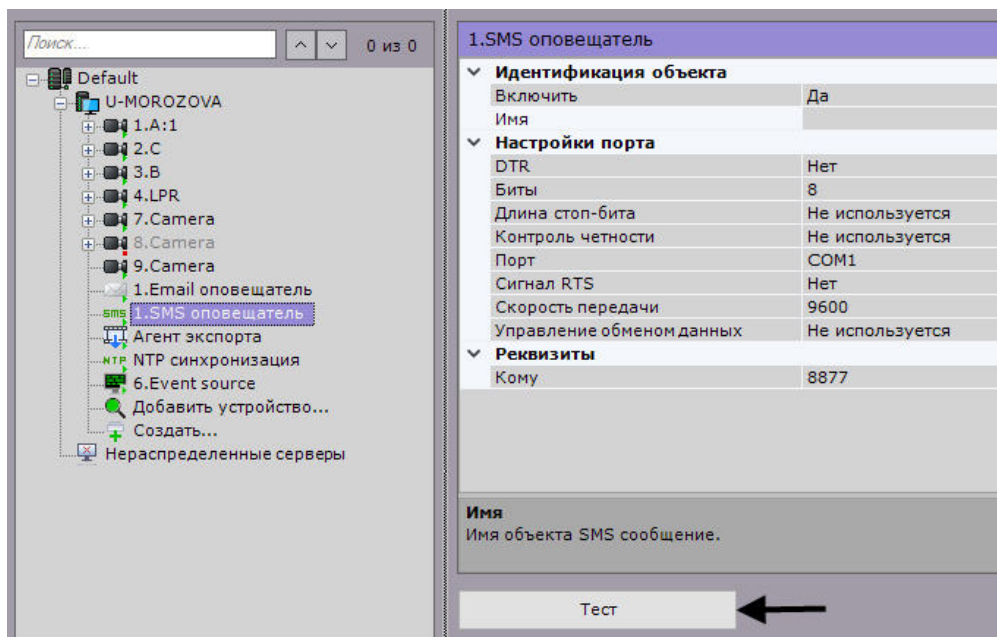 Поиск...
0 из 0
Default
U-MOROZOVA
1.A:1
2.C
3.B
4.LPR
7.Camera
8.Camera
9.Camera
1.Email оповещатель
sms 1.SMS оповещатель
Агент экспорта
NTP NTP синхронизация
6.Event source
Добавить устройство...
Создать...
Нераспределенные серверы
1.SMS оповещатель
Идентификация объекта
Включить Да
Имя
Настройки порта
DTR Нет
Биты 8
Длина стоп-бита Не используется
Контроль четности Не используется
Порт COM1
Сигнал RTS Нет
Скорость передачи 9600
Управление обменом данных Не используется
Реквизиты
Кому 8877
Имя
Имя объекта SMS сообщение.
Тест